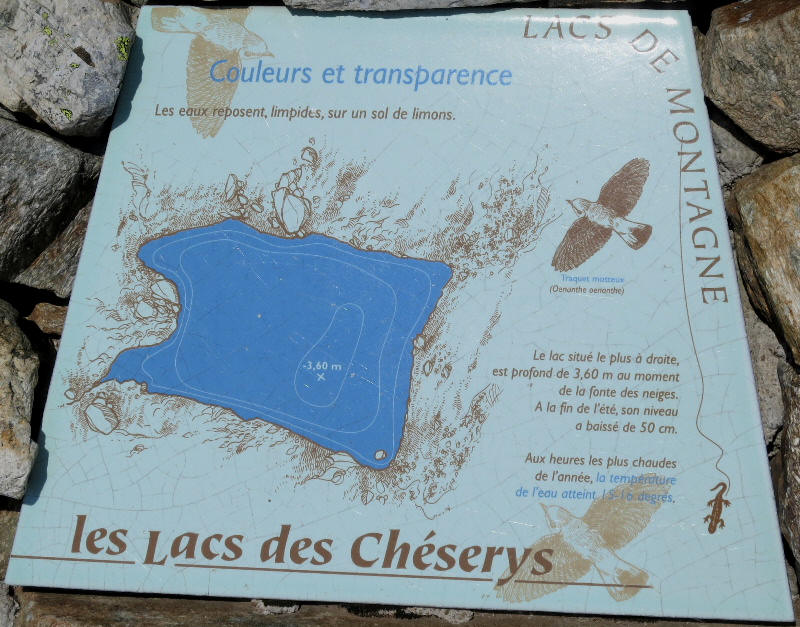 LACS DE MONTAGNE
Couleurs et transparence
Les eaux reposent, limpides, sur un sol de limons.
Traquet motteux
(Oenanthe oenanthe)
-3,60 m
Le lac situé le plus à droite,
est profond de 3,60 m au moment
de la fonte des neiges.
A la fin de l'été, son niveau
a baissé de 50 cm.
Aux heures les plus chaudes
de l'année, la température
de l'eau atteint 15-16 degrés.
les Lacs des Chéserys